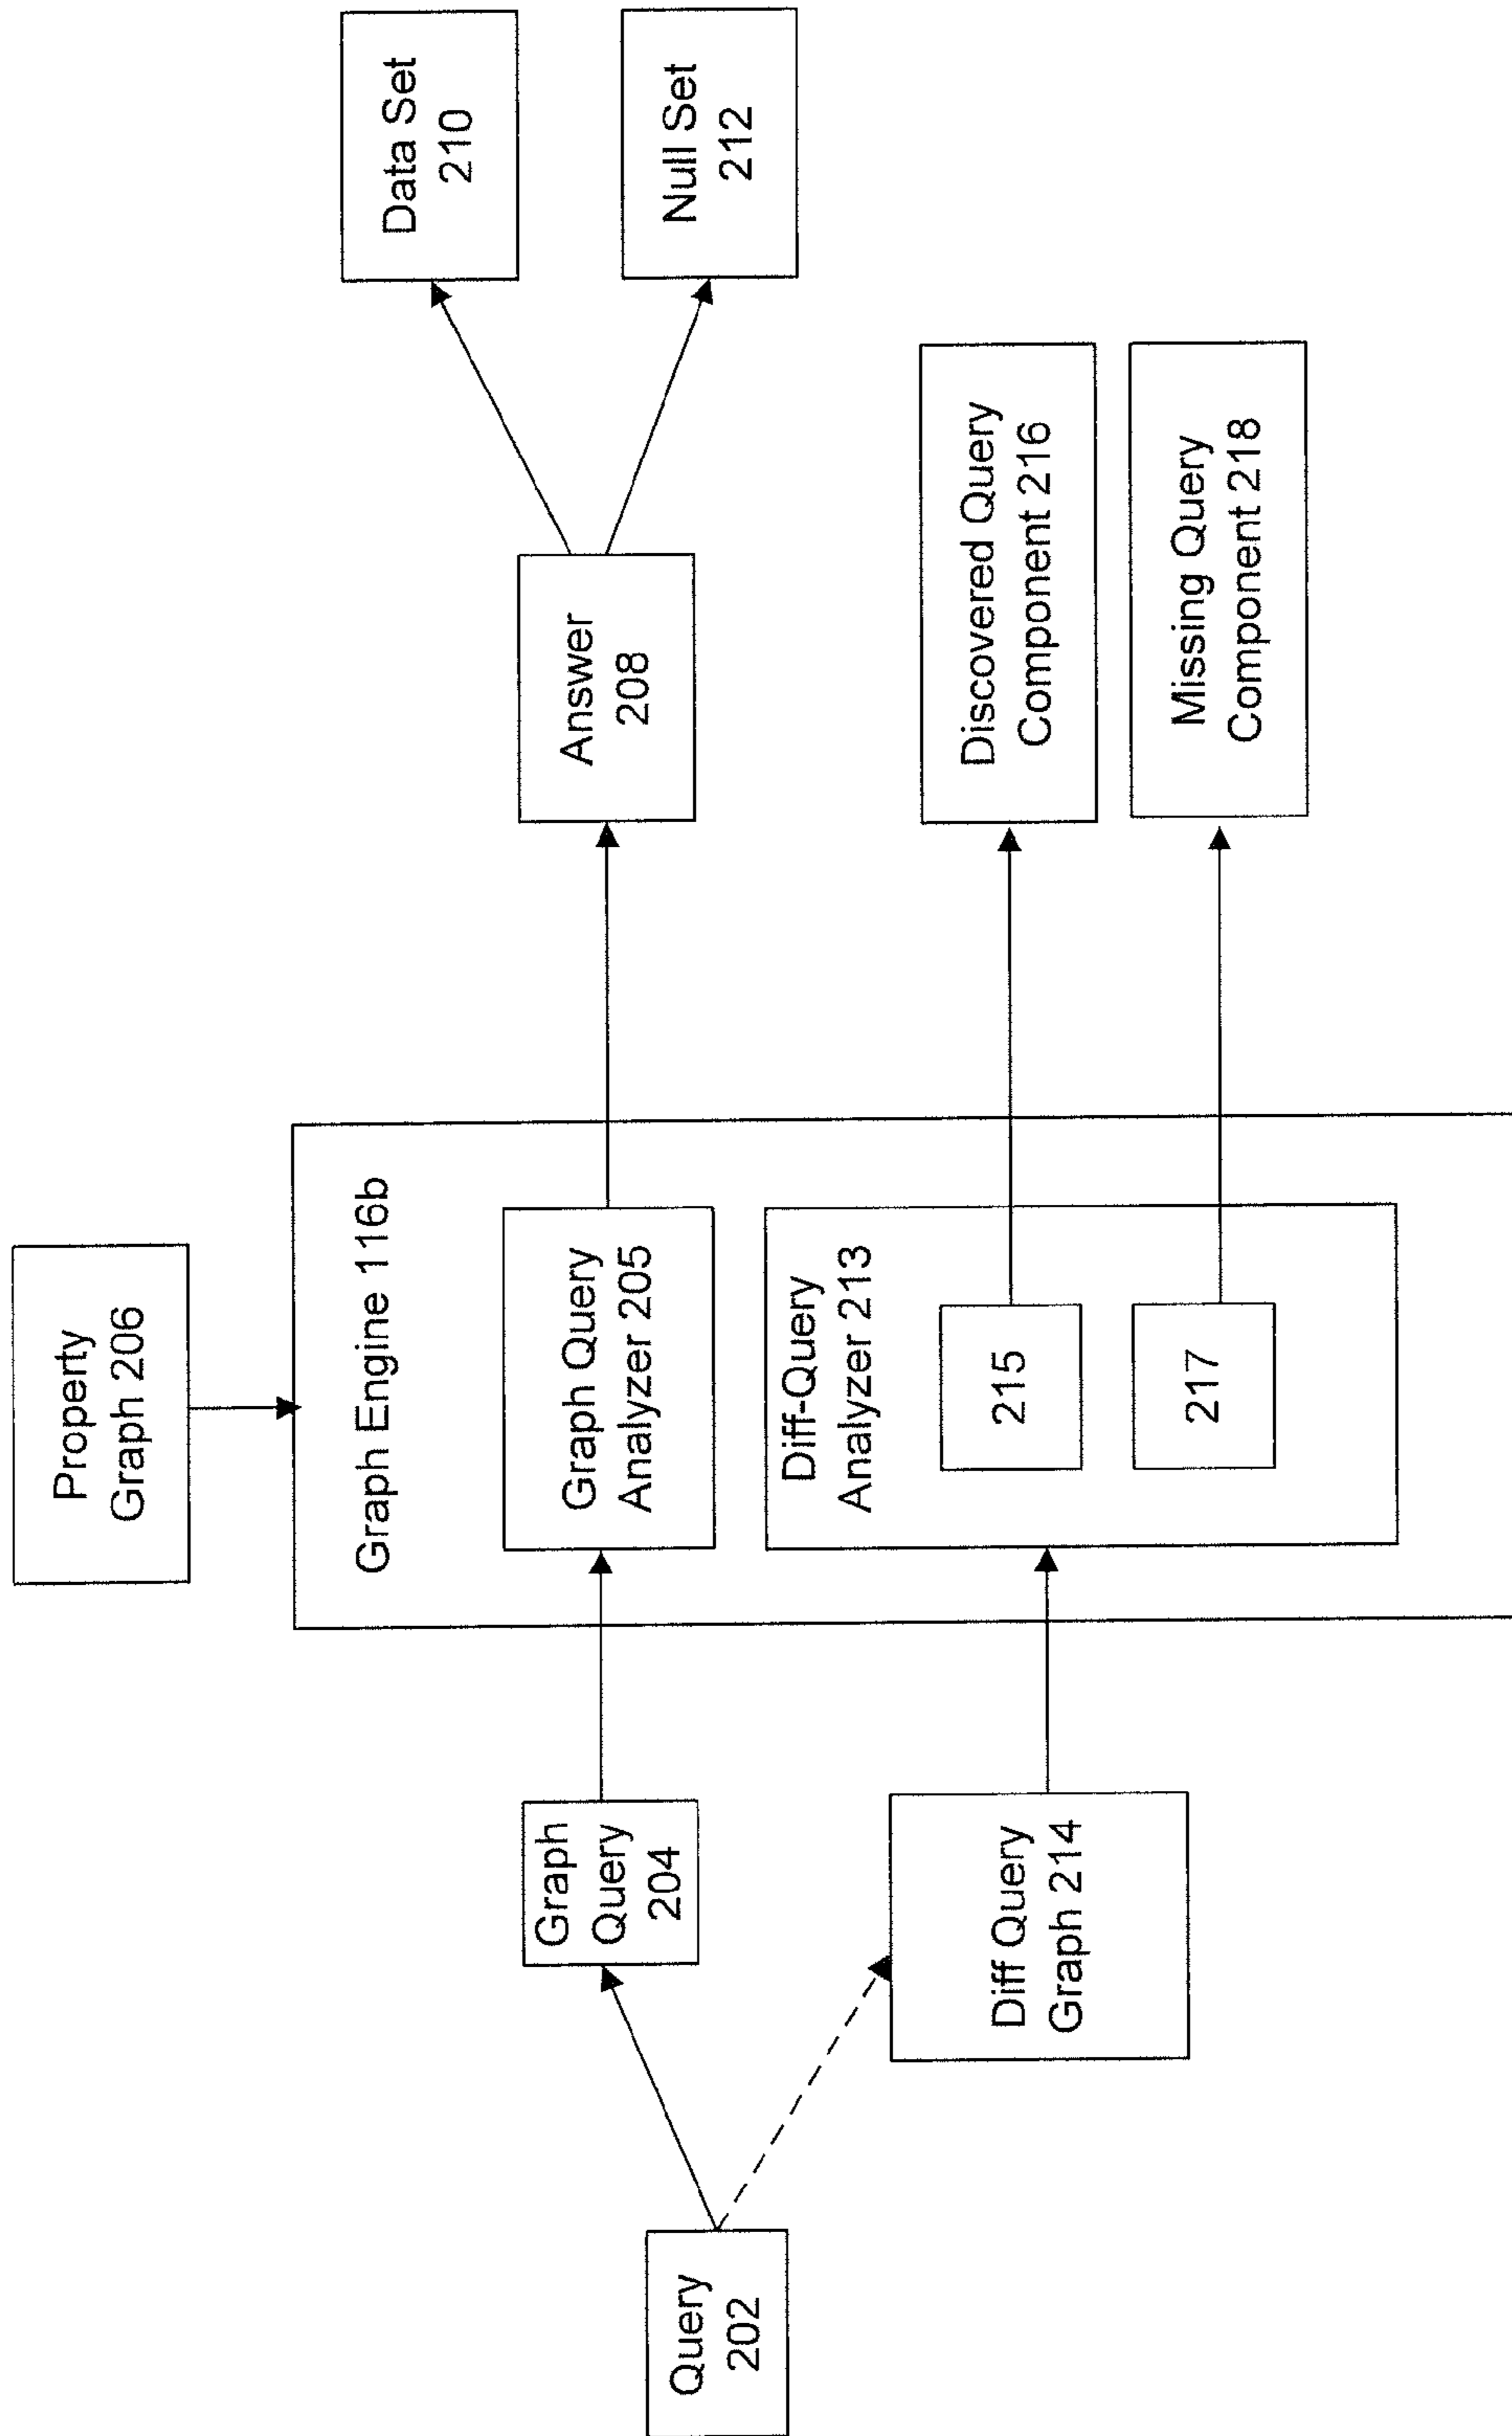 Property
Graph 206
Graph Engine 116b
Query
202
Graph
Query
204
Graph Query
Analyzer 205
Answer
208
Data Set
210
Null Set
212
Diff Query
Graph 214
Diff-Query
Analyzer 213
215
217
Discovered Query
Component 216
Missing Query
Component 218